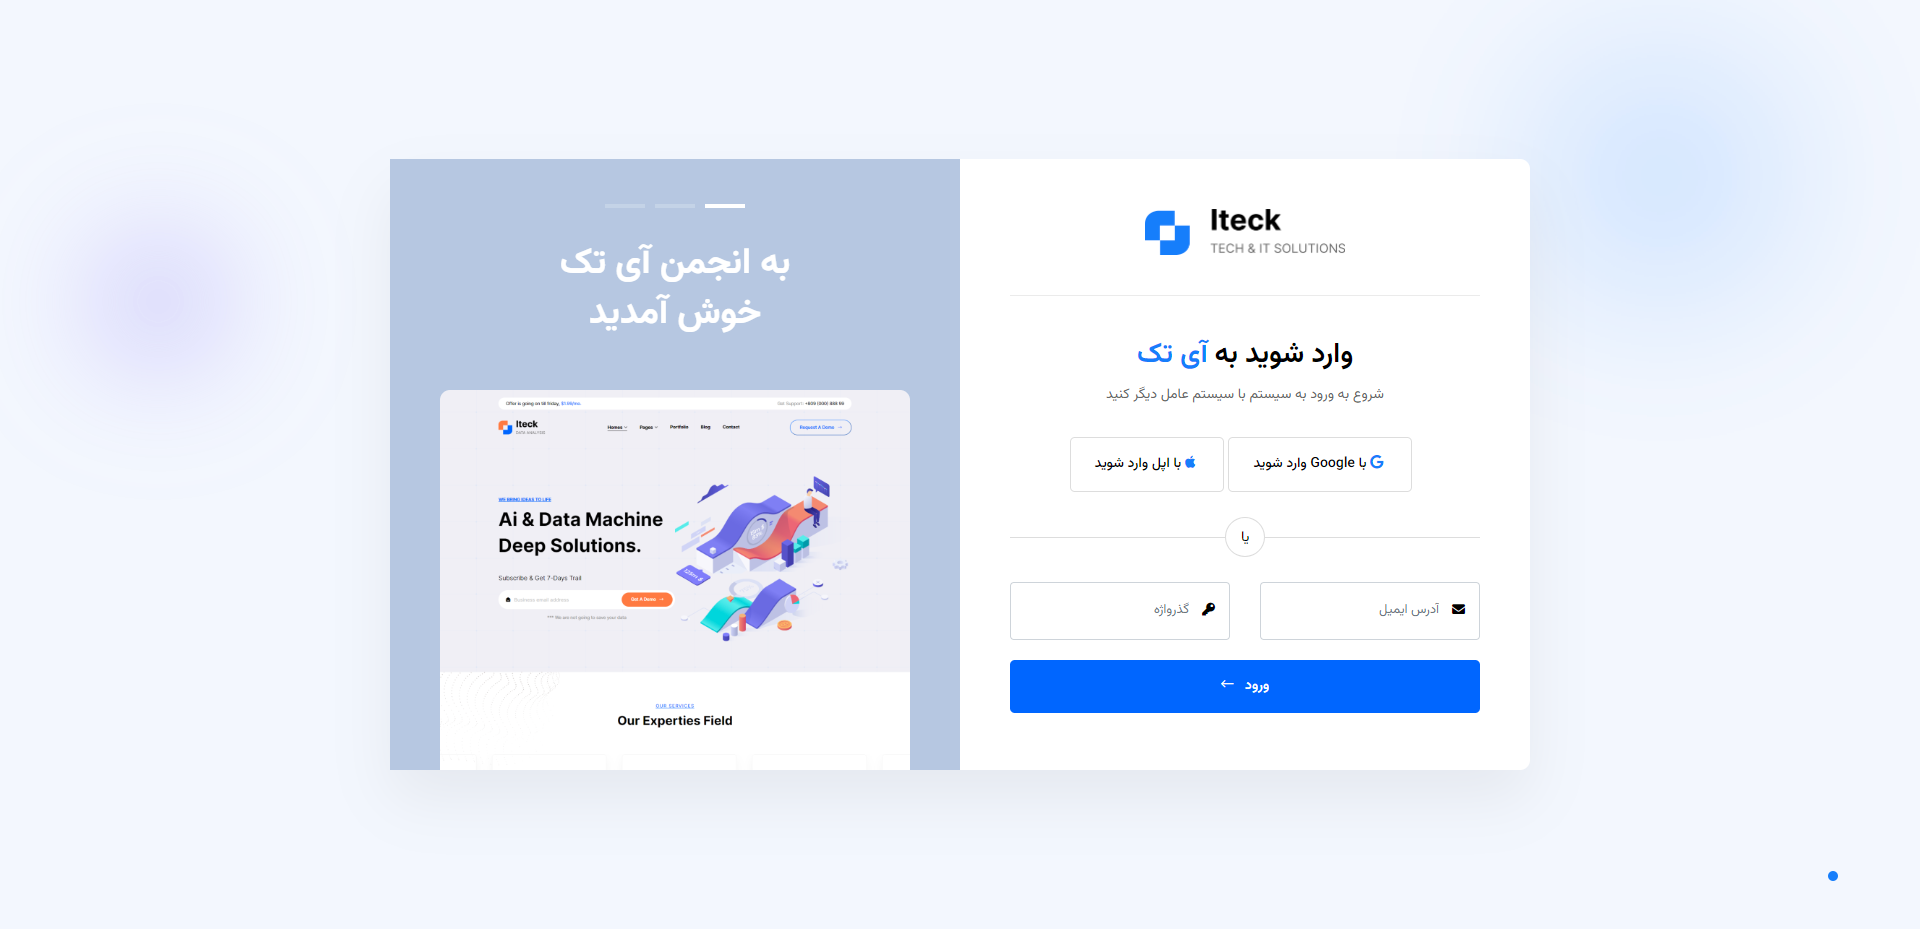 Iteck
TECH & IT SOLUTIONS
وارد شوید به آی تک
شروع به ورود به سیستم با سیستم عامل دیگر کنید
با Google وارد شوید
با اپل وارد شوید
یا
آدرس ایمیل
گذرواژه
ورود
به انجمن آی تک
خوش آمدید
Offer is going on till friday,
Get Support:
Iteck
Homes
Pages
Portfolio
Blog
Contact
Request A Demo
WE BRING IDEAS TO LIFE
Ai & Data Machine
Deep Solutions.
Subscribe & Get 7-Days Trail
Business email address
Get A Demo
*** We are not going to save your data
OUR SERVICES
Our Experties Field